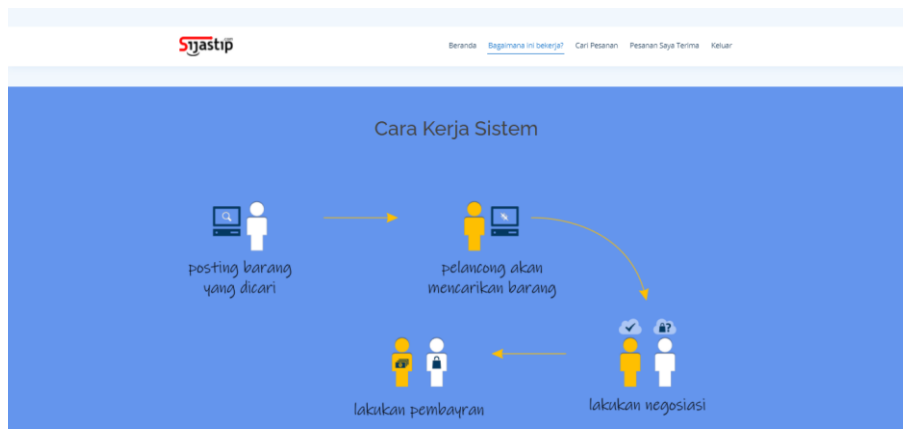 Sijastip
.com
Beranda Bagaimana ini bekerja? Cari Pesanan Pesanan Saya Terima Keluar
Cara Kerja Sistem
posting barang
yang dicari
pelancong akan
mencarikan barang
?
lakukan negosiasi
lakukan pembayran